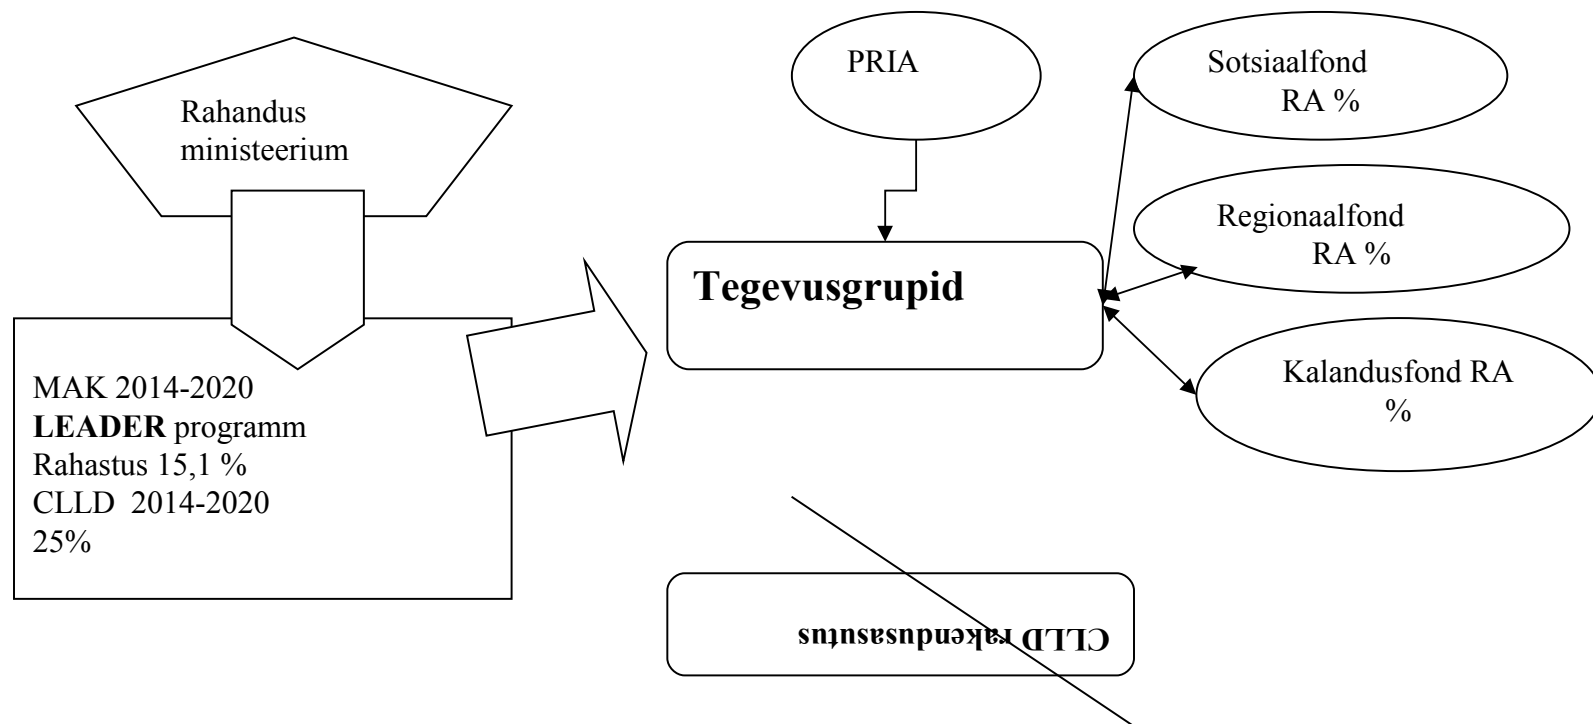 Rahandus
ministeerium
MAK 2014-2020
LEADER programm
Rahastus 15,1 %
CLLD  2014-2020
25%
PRIA
Tegevusgrupid
Sotsiaalfond
RA %
Regionaalfond
RA %
Kalandusfond RA
%
CLLD rakendusasutus